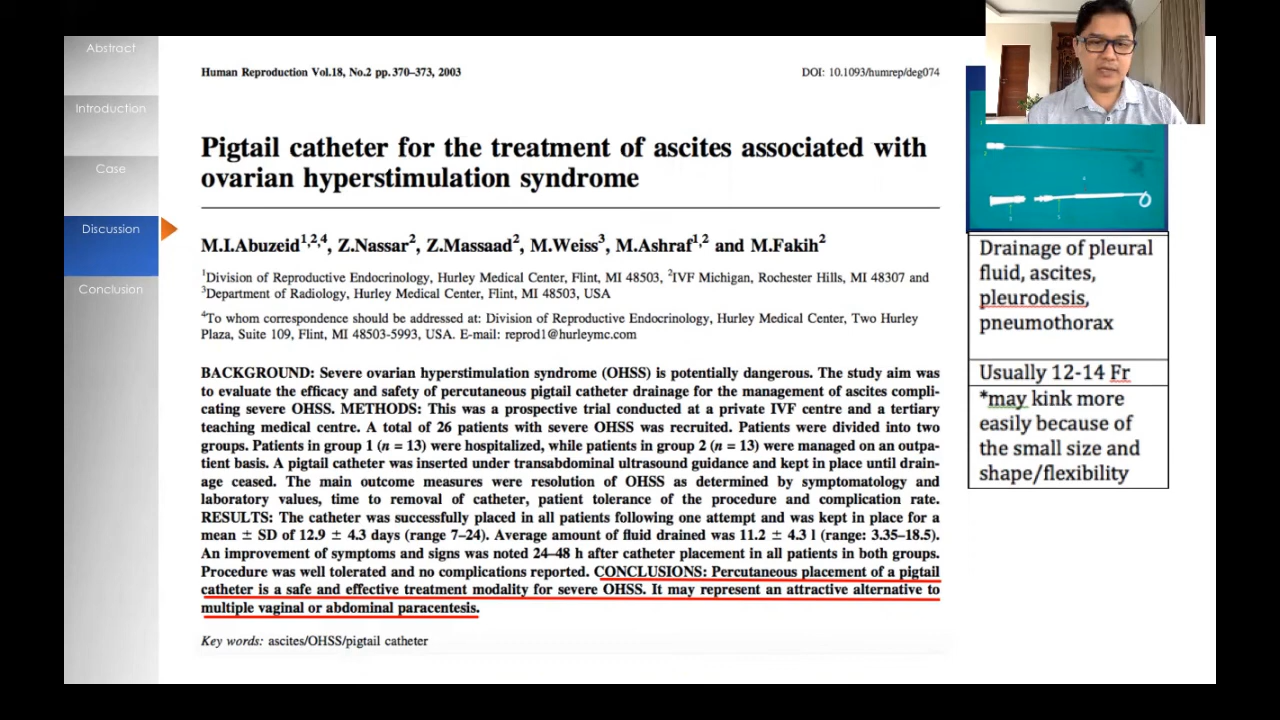 Abstract
Introduction
Case
Discussion
Conclusion
Human Reproduction Vol.18, No.2 pp. 370–373, 2003
DOI: 10.1093/humrep/deg074
Pigtail catheter for the treatment of ascites associated with
ovarian hyperstimulation syndrome
M.I.Abuzeid1,2,4, Z.Nassar2, Z.Massaad2, M.Weiss3, M.Ashraf1,2 and M.Fakih2
1Division of Reproductive Endocrinology, Hurley Medical Center, Flint, MI 48503, 2IVF Michigan, Rochester Hills, MI 48307 and
3Department of Radiology, Hurley Medical Center, Flint, MI 48503, USA
4To whom correspondence should be addressed at: Division of Reproductive Endocrinology, Hurley Medical Center, Two Hurley
Plaza, Suite 109, Flint, MI 48503-5993, USA. E-mail: reprod1@hurleymc.com
BACKGROUND: Severe ovarian hyperstimulation syndrome (OHSS) is potentially dangerous. The study aim was
to evaluate the efficacy and safety of percutaneous pigtail catheter drainage for the management of ascites compli-
cating severe OHSS. METHODS: This was a prospective trial conducted at a private IVF centre and a tertiary
teaching medical centre. A total of 26 patients with severe OHSS was recruited. Patients were divided into two
groups. Patients in group 1 (n = 13) were hospitalized, while patients in group 2 (n = 13) were managed on an outpa-
tient basis. A pigtail catheter was inserted under transabdominal ultrasound guidance and kept in place until drain-
age ceased. The main outcome measures were resolution of OHSS as determined by symptomatology and
laboratory values, time to removal of catheter, patient tolerance of the procedure and complication rate.
RESULTS: The catheter was successfully placed in all patients following one attempt and was kept in place for a
mean ± SD of 12.9 ± 4.3 days (range 7–24). Average amount of fluid drained was 11.2 ± 4.3 l (range: 3.35–18.5).
An improvement of symptoms and signs was noted 24–48 h after catheter placement in all patients in both groups.
Procedure was well tolerated and no complications reported. CONCLUSIONS: Percutaneous placement of a pigtail
catheter is a safe and effective treatment modality for severe OHSS. It may represent an attractive alternative to
multiple vaginal or abdominal paracentesis.
Key words: ascites/OHSS/pigtail catheter
Drainage of pleural
fluid, ascites,
pleurodesis,
pneumothorax
Usually 12-14 Fr
*may kink more
easily because of
the small size and
shape/flexibility